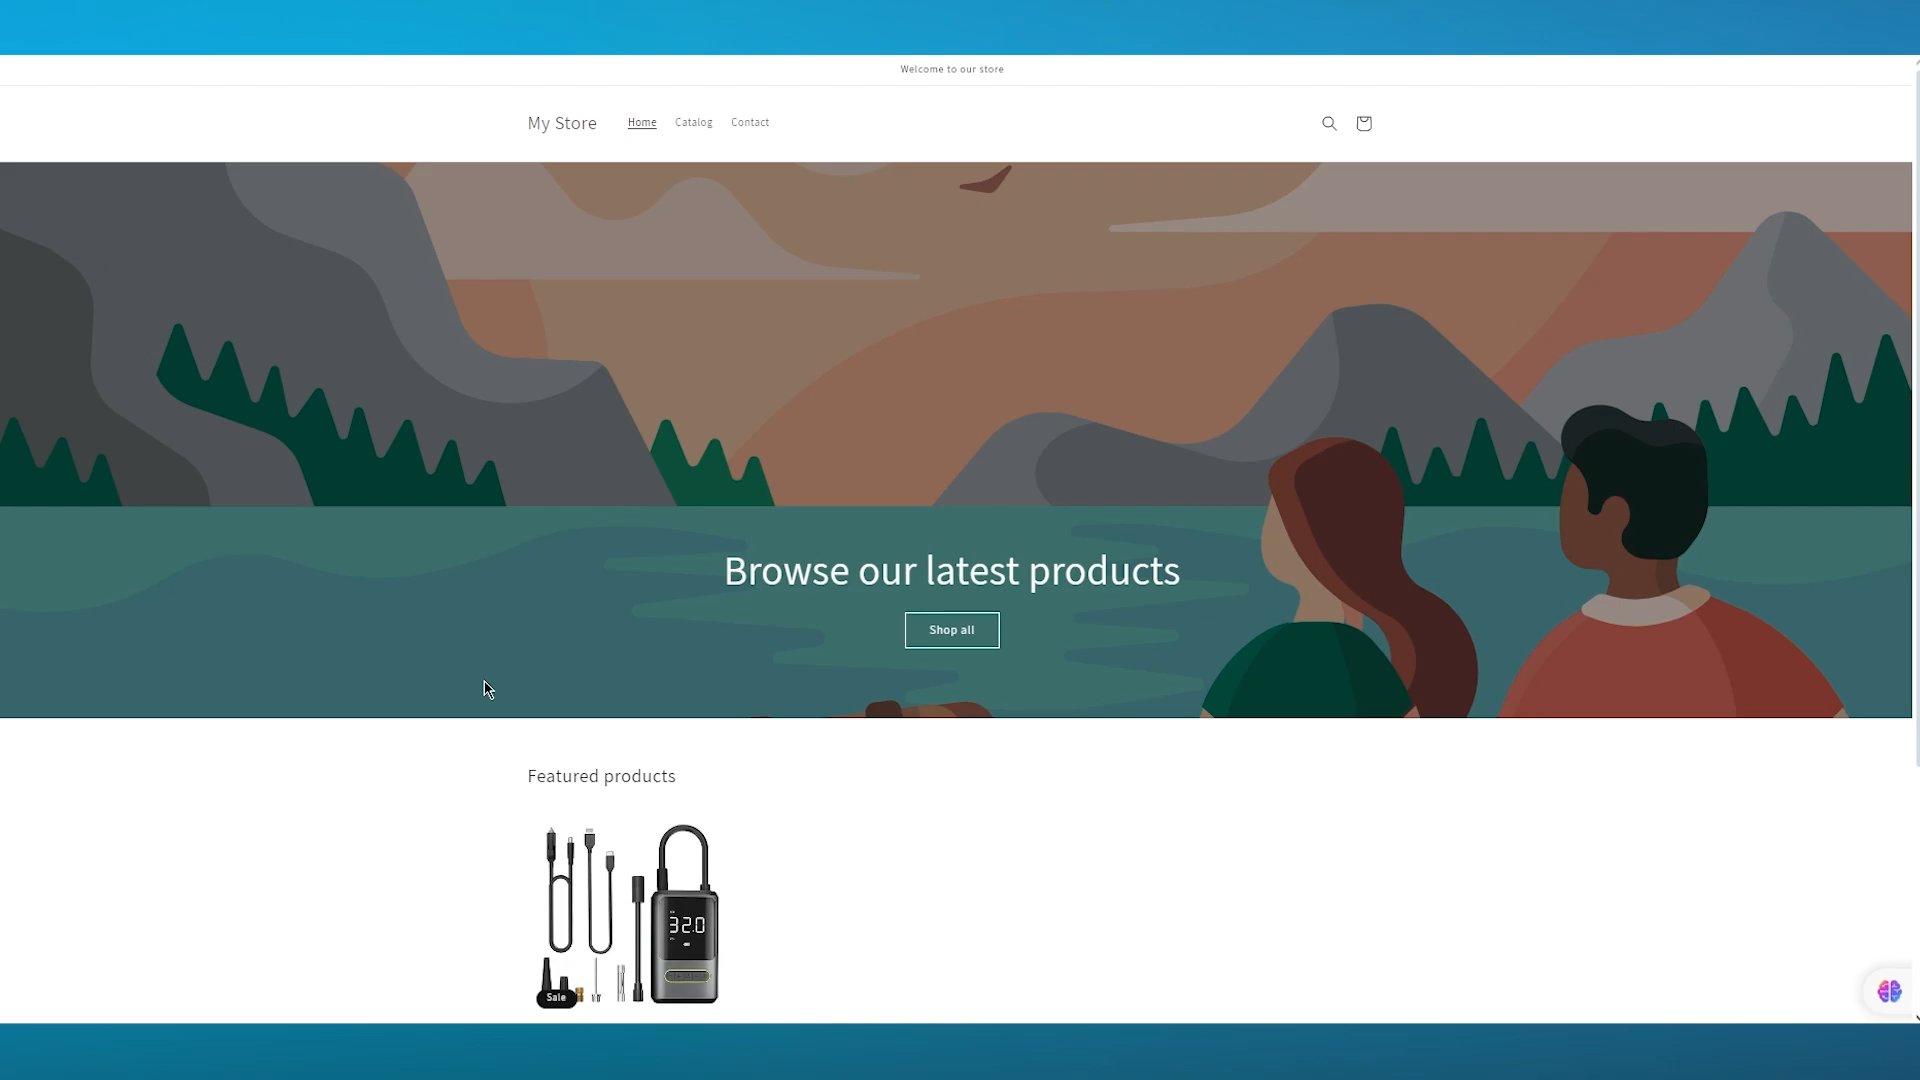 Welcome to our store
My Store
Home
Catalog
Contact
Browse our latest products
Shop all
Featured products
32.0
Sale